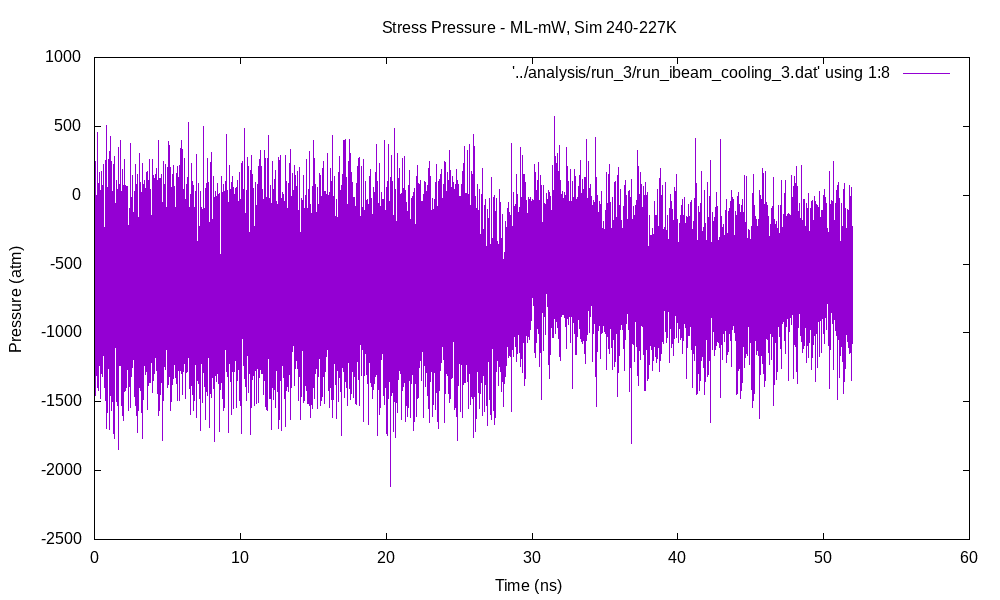 Stress Pressure - ML-mW, Sim 240-227K
'../analysis/run_3/run_ibeam_cooling_3.dat' using 1:8
1000
500
0
-500
-1000
-1500
-2000
-2500
Pressure (atm)
0 10 20 30 40 50 60
Time (ns)